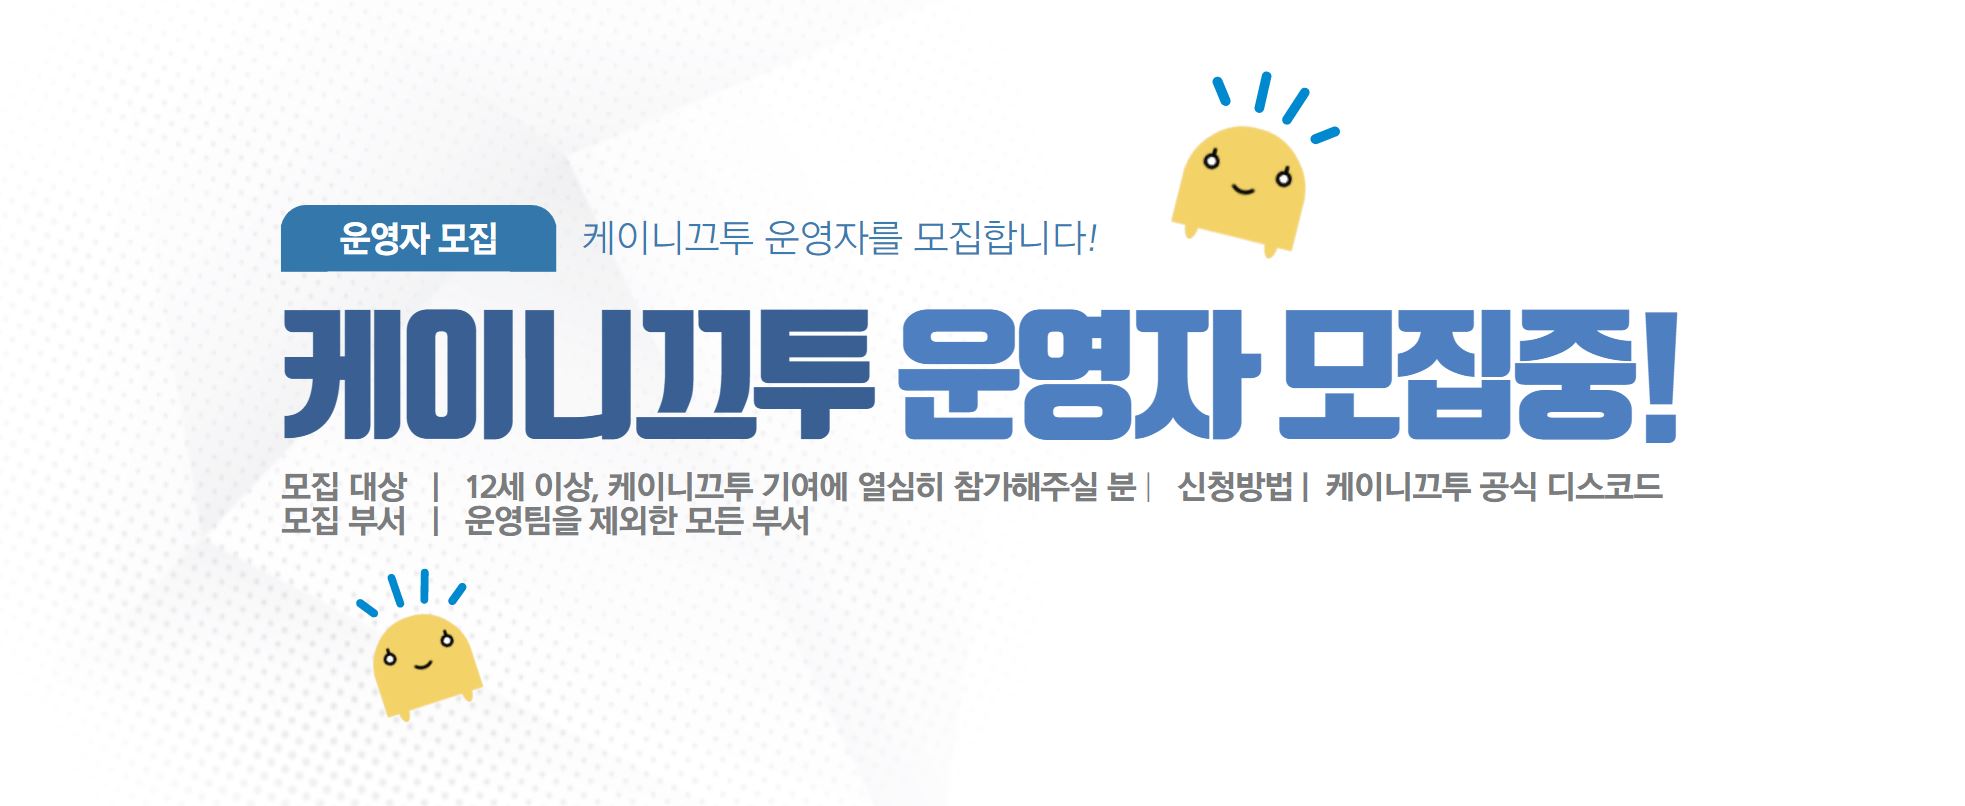 운영자 모집 케이니끄투 운영자를 모집합니다!
케이니끄투 운영자 모집중!
모집 대상 | 12세 이상, 케이니끄투 기여에 열심히 참가해주실 분 | 신청방법 | 케이니끄투 공식 디스코드
모집 부서 | 운영팀을 제외한 모든 부서